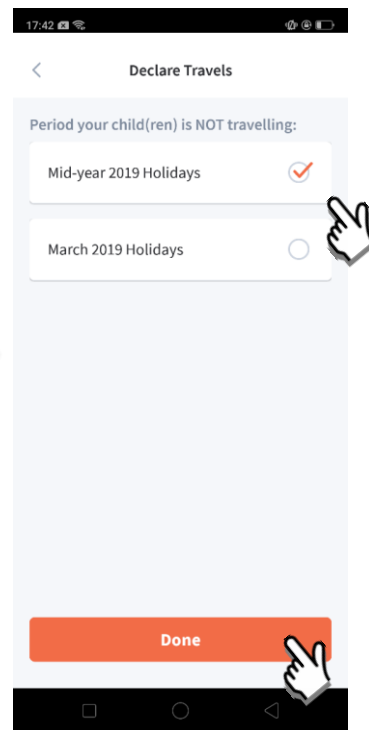 17:42
Declare Travels
Period your child(ren) is NOT travelling:
Mid-year 2019 Holidays
March 2019 Holidays
Done